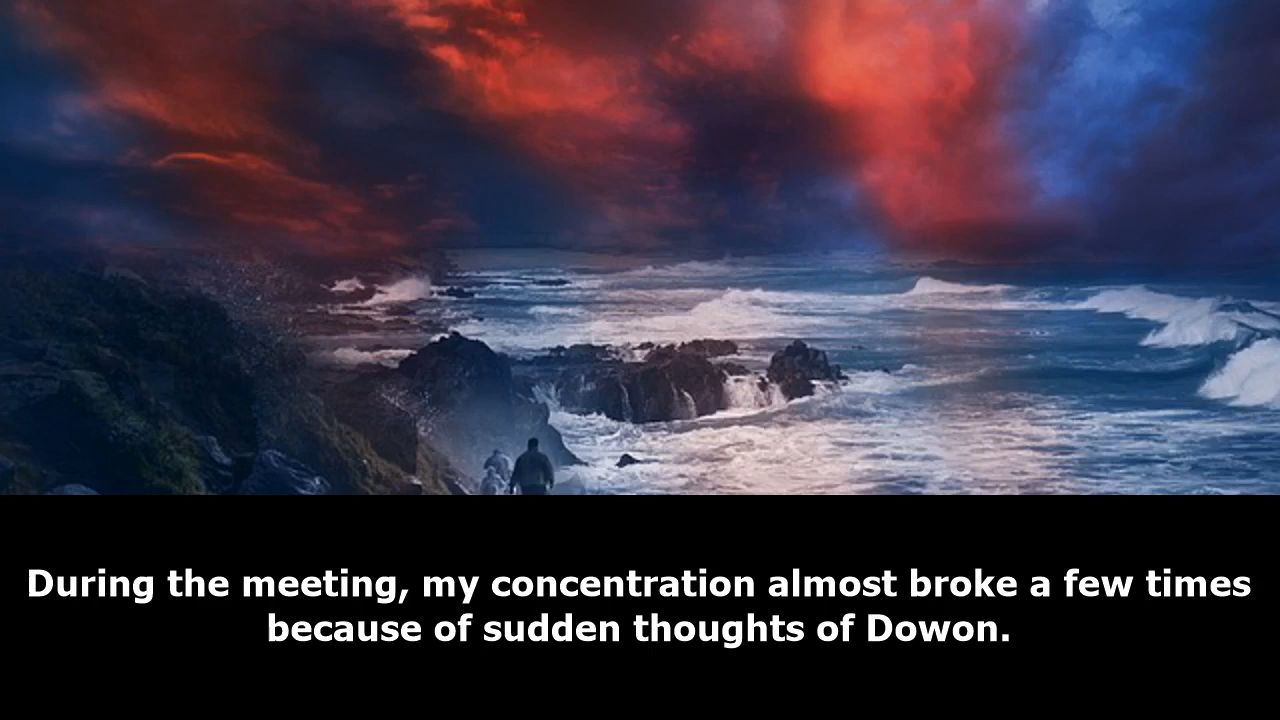 During the meeting, my concentration almost broke a few times
because of sudden thoughts of Dowon.